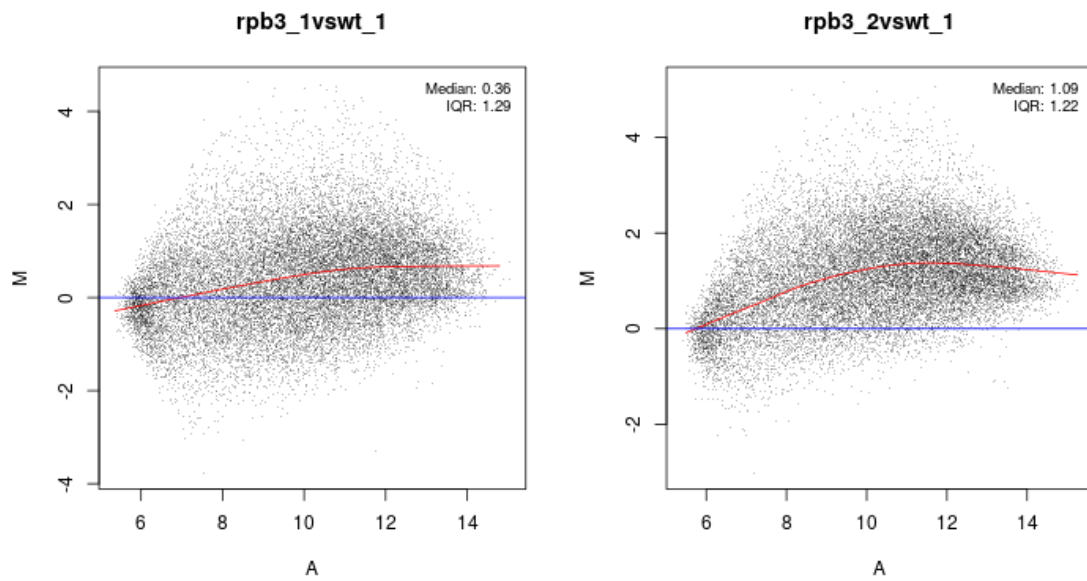 rpb3_1vswt_1
Median: 0.36
IQR: 1.29
4
2
0
-2
-4
M
6 8 10 12 14
A
rpb3_2vswt_1
Median: 1.09
IQR: 1.22
4
2
0
-2
M
6 8 10 12 14
A